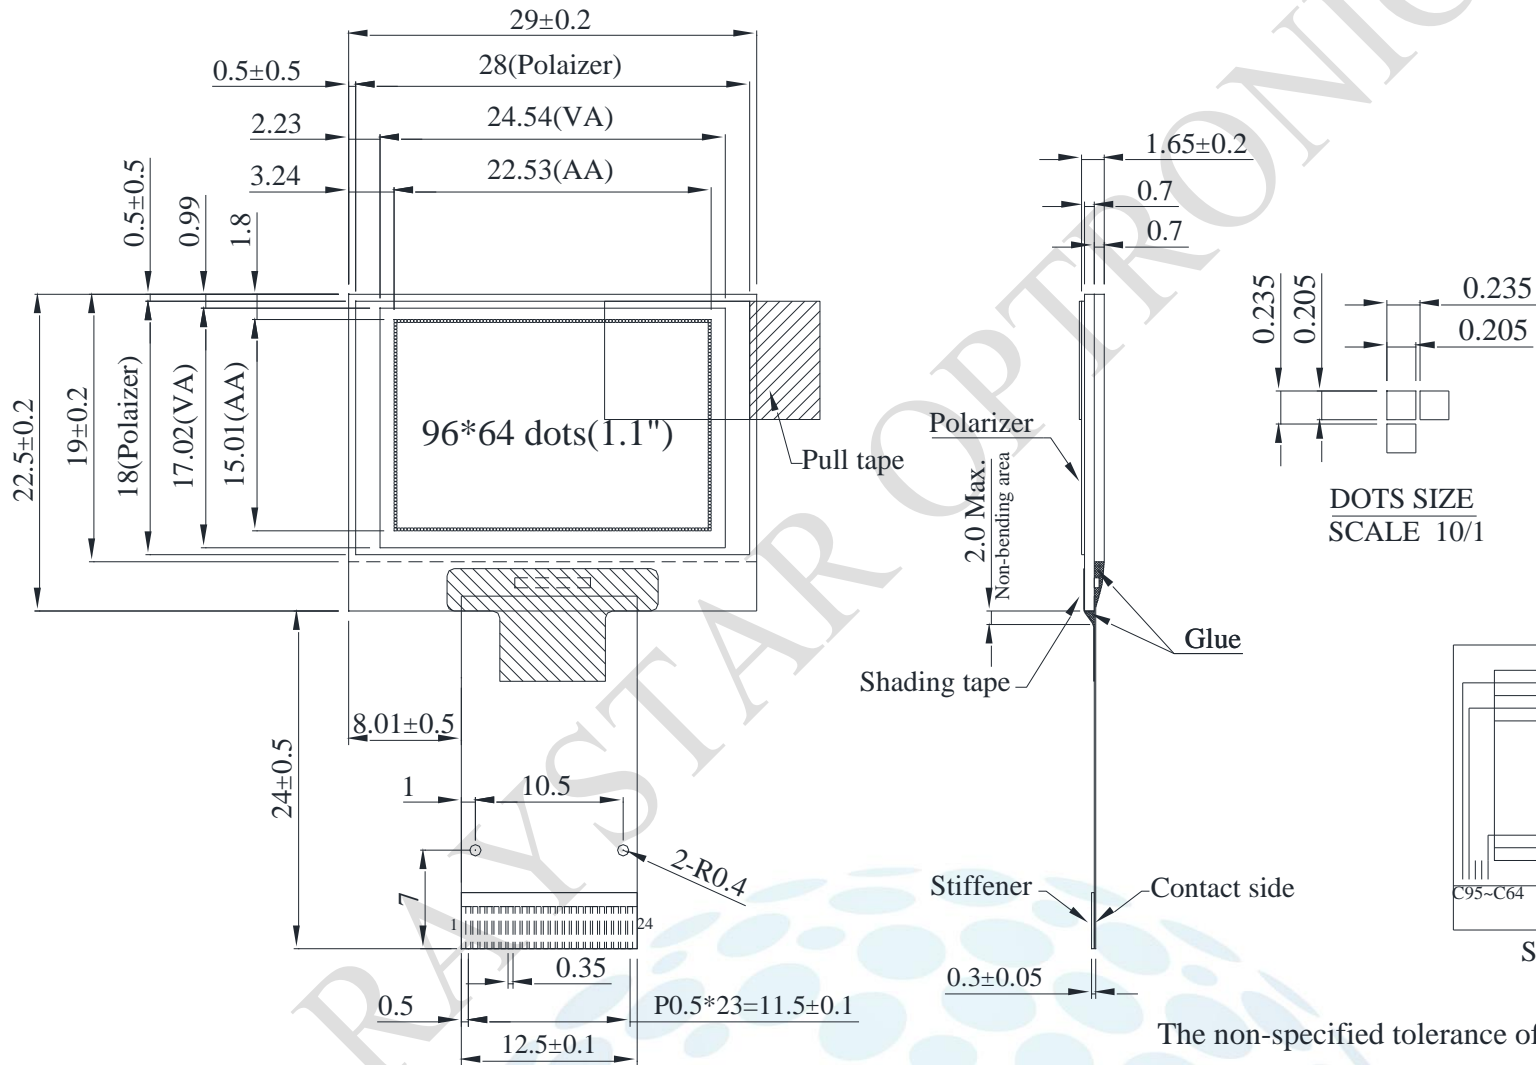 29±0.2
0.5±0.5
28(Polaizer)
2.23
24.54(VA)
3.24
22.53(AA)
0.5±0.5
0.99
1.8
22.5±0.2
19±0.2
18(Polaizer)
17.02(VA)
15.01(AA)
96*64 dots(1.1")
Pull tape
8.01±0.5
24±0.5
1
10.5
7
2-R0.4
1
24
0.35
0.5
P0.5*23=11.5±0.1
12.5±0.1
1.65±0.2
0.7
0.7
Polarizer
2.0 Max.
Non-bending area
Glue
Shading tape
Stiffener
Contact side
0.3±0.05
0.235
0.205
0.235
0.205
DOTS SIZE
SCALE 10/1
C95~C64
S
The non-specified tolerance of
RAYSTAR OPTRONIC